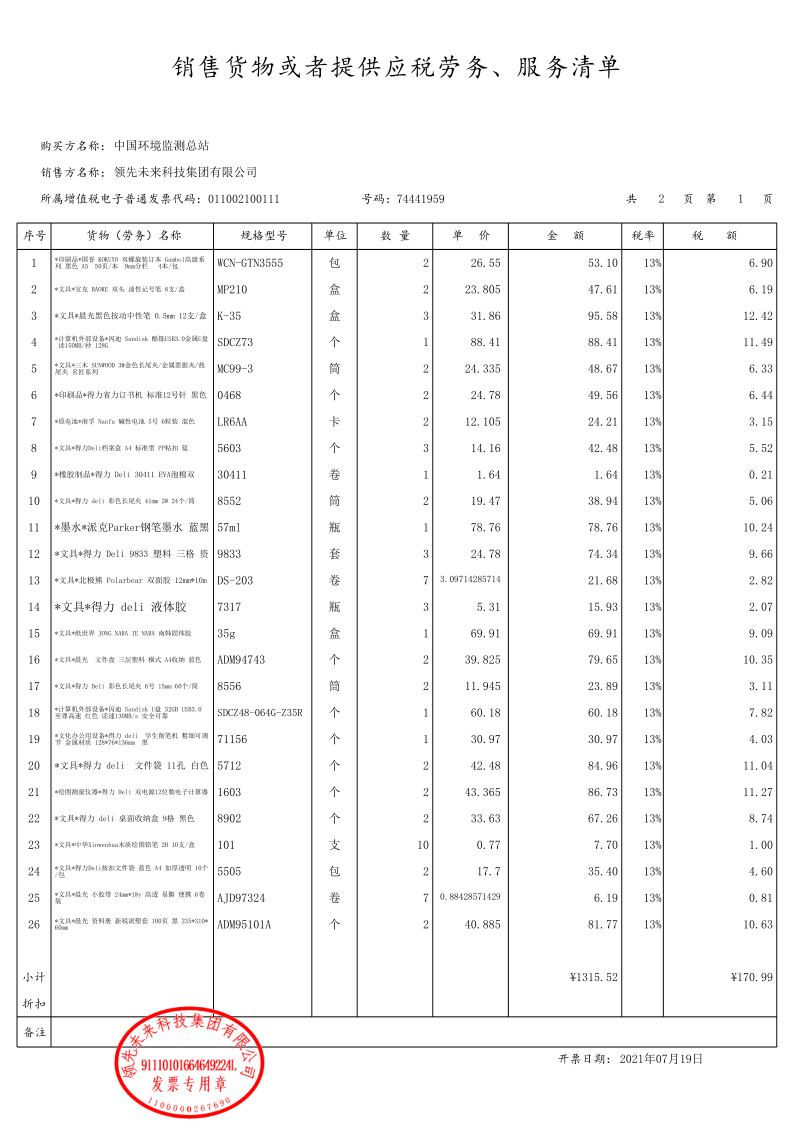 销售货物或者提供应税劳务、服务清单
购买方名称: 中国环境监测总站
销售方名称: 领先未来科技集团有限公司
所属增值税电子普通发票代码: 011002100111 号码: 74441959 共 2 页 第 1 页
序号 货物（劳务）名称 规格型号 单位 数 量 单 价 金 额 税率 税 额
1 *印刷品*国誉 KOKUYO 双螺旋装订本 Gambol高级系列 黑色 A5 50页/本 9mm分栏 4本/包 WCN-GTN3555 包 2 26.55 53.10 13% 6.90
2 *文具*宝克 BAOKE 双头 油性记号笔 8支/盒 MP210 盒 2 23.805 47.61 13% 6.19
3 *文具*晨光黑色按动中性笔 0.5mm 12支/盒 K-35 盒 3 31.86 95.58 13% 12.42
4 *计算机外部设备*闪迪 Sandisk 酷铄USB3.0金属U盘 读150MB/秒 128G SDCZ73 个 1 88.41 88.41 13% 11.49
5 *文具*三木 SUNWOOD 3#金色长尾夹/金属票据夹/燕尾夹 名匠系列 MC99-3 筒 2 24.335 48.67 13% 6.33
6 *印刷品*得力省力订书机 标准12号针 黑色 0468 个 2 24.78 49.56 13% 6.44
7 *原电池*南孚 Nanfu 碱性电池 5号 6粒装 混色 LR6AA 卡 2 12.105 24.21 13% 3.15
8 *文具*得力Deli档案盒 A4 标准型 PP粘扣 蓝 5603 个 3 14.16 42.48 13% 5.52
9 *橡胶制品*得力 Deli 30411 EVA泡棉双 30411 卷 1 1.64 1.64 13% 0.21
10 *文具*得力 deli 彩色长尾夹 41mm 2# 24个/筒 8552 筒 2 19.47 38.94 13% 5.06
11 *墨水*派克Parker钢笔墨水 蓝黑 57ml 瓶 1 78.76 78.76 13% 10.24
12 *文具*得力 Deli 9833 塑料 三格 资 9833 套 3 24.78 74.34 13% 9.66
13 *文具*北极熊 Polarbear 双面胶 12mm*10m DS-203 卷 7 3.09714285714 21.68 13% 2.82
14 *文具*得力 deli 液体胶 7317 瓶 3 5.31 15.93 13% 2.07
15 *文具*纸世界 JONG NARA IE NARA 南韩固体胶 35g 盒 1 69.91 69.91 13% 9.09
16 *文具*晨光 文件盘 三层塑料 横式 A4收纳 蓝色 ADM94743 个 2 39.825 79.65 13% 10.35
17 *文具*得力 Deli 彩色长尾夹 6号 15mm 60个/筒 8556 筒 2 11.945 23.89 13% 3.11
18 *计算机外部设备*闪迪 Sandisk U盘 32GB USB3.0 至尊高速 红色 读速130MB/s 安全可靠 SDCZ48-064G-Z35R 个 1 60.18 60.18 13% 7.82
19 *文化办公用设备*得力 deli 学生削笔机 粗细可调节 金属材质 128*76*136mm 黑 71156 个 1 30.97 30.97 13% 4.03
20 *文具*得力 deli 文件袋 11孔 白色 5712 个 2 42.48 84.96 13% 11.04
21 *绘图测量仪器*得力 Deli 双电源12位数电子计算器 1603 个 2 43.365 86.73 13% 11.27
22 *文具*得力 deli 桌面收纳盒 9格 黑色 8902 个 2 33.63 67.26 13% 8.74
23 *文具*中华Xinwenhua木质绘图铅笔 2H 10支/盒 101 支 10 0.77 7.70 13% 1.00
24 *文具*得力Deli按扣文件袋 蓝色 A4 加厚透明 10个/包 5505 包 2 17.7 35.40 13% 4.60
25 *文具*晨光 小胶带 24mm*18y 高透 易撕 便携 6卷装 AJD97324 卷 7 0.88428571429 6.19 13% 0.81
26 *文具*晨光 资料册 新锐派塑套 100页 黑 235*310*60mm ADM95101A 个 2 40.885 81.77 13% 10.63
小计 ¥1315.52 ¥170.99
折扣
备注
领先未来科技集团有限公司
91110101664649224L
发票专用章
1100000267690
开票日期: 2021年07月19日